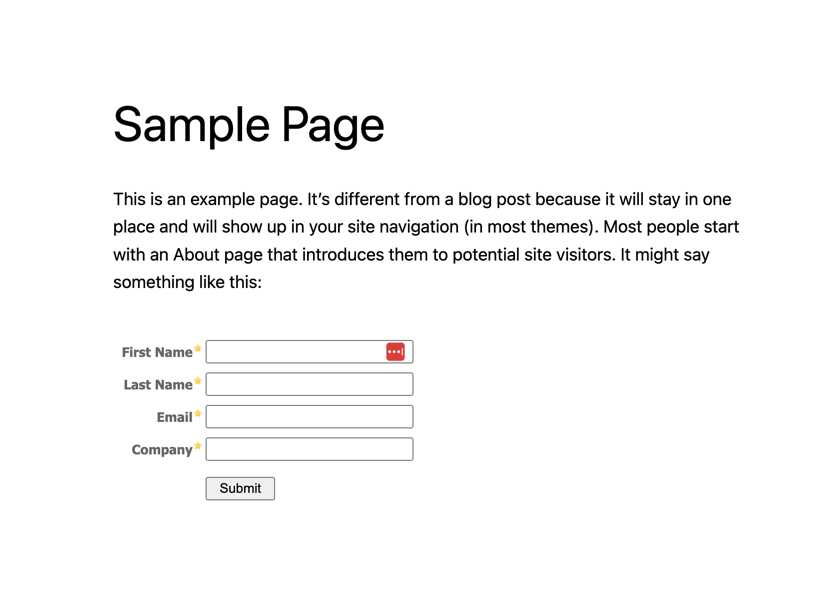 Sample Page
This is an example page. It’s different from a blog post because it will stay in one
place and will show up in your site navigation (in most themes). Most people start
with an About page that introduces them to potential site visitors. It might say
something like this:
First Name
Last Name
Email
Company
Submit